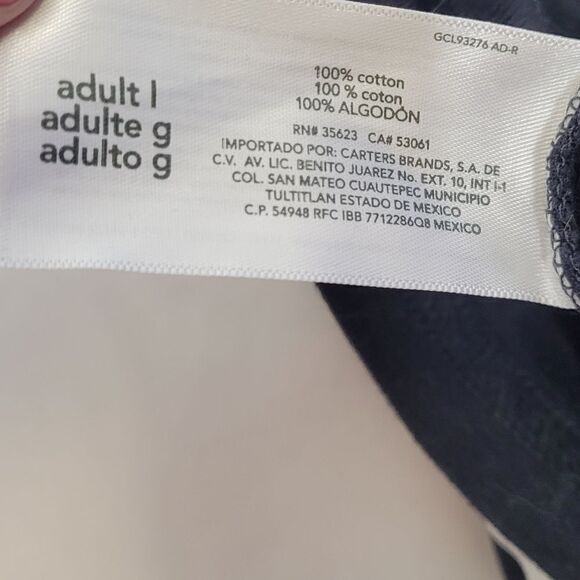 GCL93276 AD-R
adult l
adulte g
adulto g
100% cotton
100 % coton
100% ALGODÓN
RN# 35623 CA# 53061
IMPORTADO POR: CARTERS BRANDS, S.A. DE
C.V. AV. LIC. BENITO JUAREZ No. EXT. 10, INT I-1
COL. SAN MATEO CUAUTEPEC MUNICIPIO
TULTITLAN ESTADO DE MEXICO
C.P. 54948 RFC IBB 7712286Q8 MEXICO